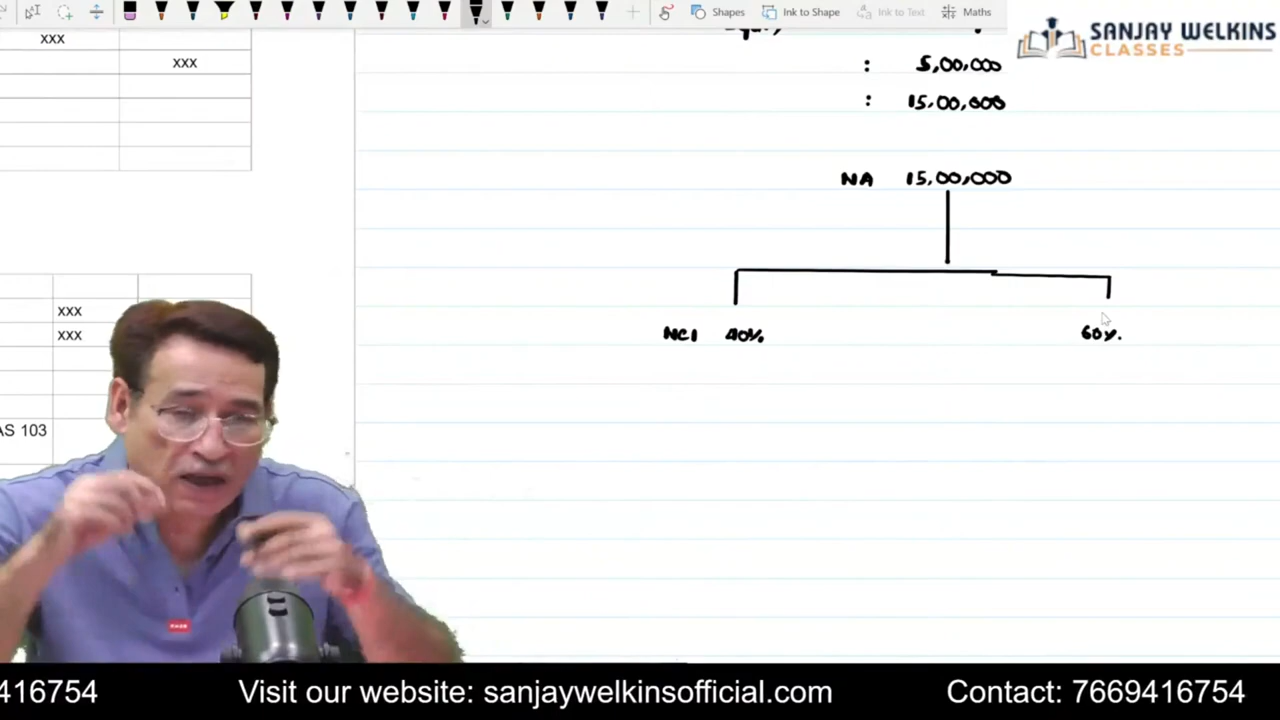 Shapes
Ink to Shape
Ink to Text
Maths
SANJAY WELKINS
CLASSES
xxx
xxx
: 5,00,000
: 15,00,000
NA 15,00,000
xxx
xxx
NCI 40%
60%.
AS 103
416754 Visit our website: sanjaywelkinsofficial.com Contact: 7669416754